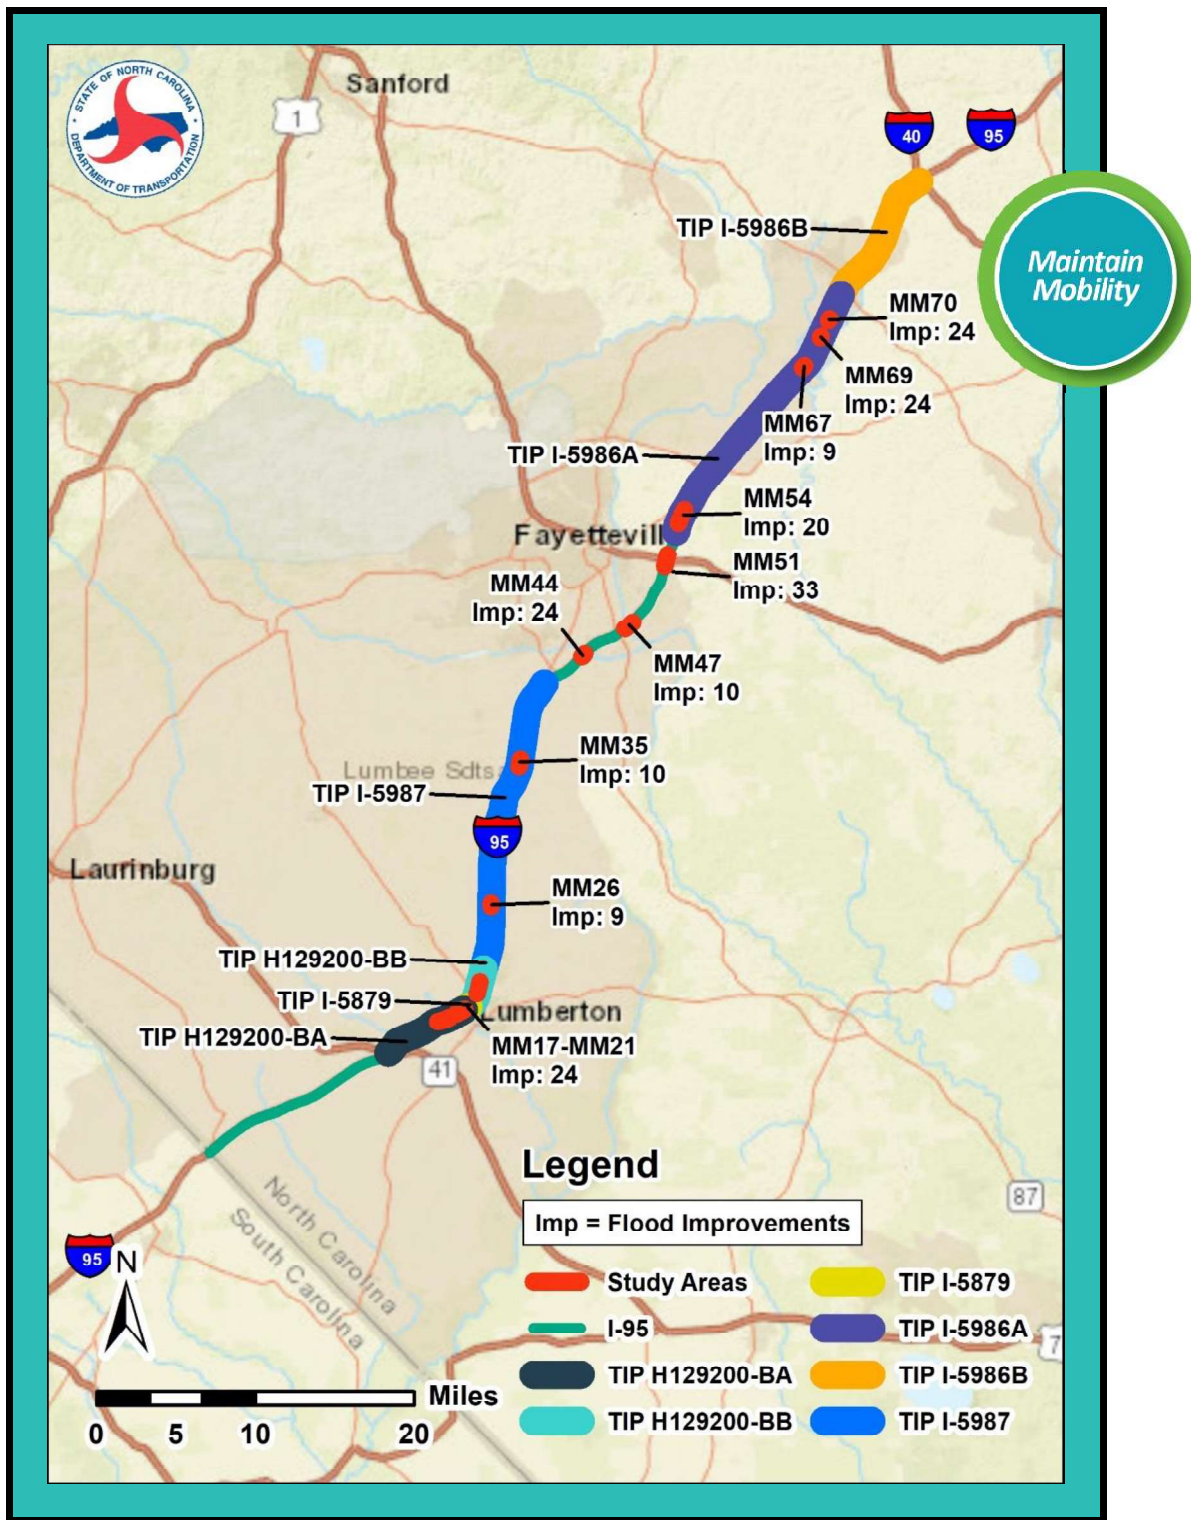 STATE OF NORTH CAROLINA
DEPARTMENT OF TRANSPORTATION
Sanford
1
40
95
TIP I-5986B
Maintain
Mobility
MM70
Imp: 24
MM69
Imp: 24
MM67
Imp: 9
TIP I-5986A
MM54
Imp: 20
Fayettevill
MM51
Imp: 33
MM44
Imp: 24
MM47
Imp: 10
MM35
Imp: 10
Lumbee Sdts
TIP I-5987
95
Laurinburg
MM26
Imp: 9
TIP H129200-BB
TIP I-5879
Lumberton
TIP H129200-BA
MM17-MM21
Imp: 24
41
Legend
87
North Carolina
South Carolina
Imp = Flood Improvements
95
N
Study Areas
TIP I-5879
I-95
TIP I-5986A
7
TIP H129200-BA
TIP I-5986B
TIP H129200-BB
TIP I-5987
Miles
0 5 10 20